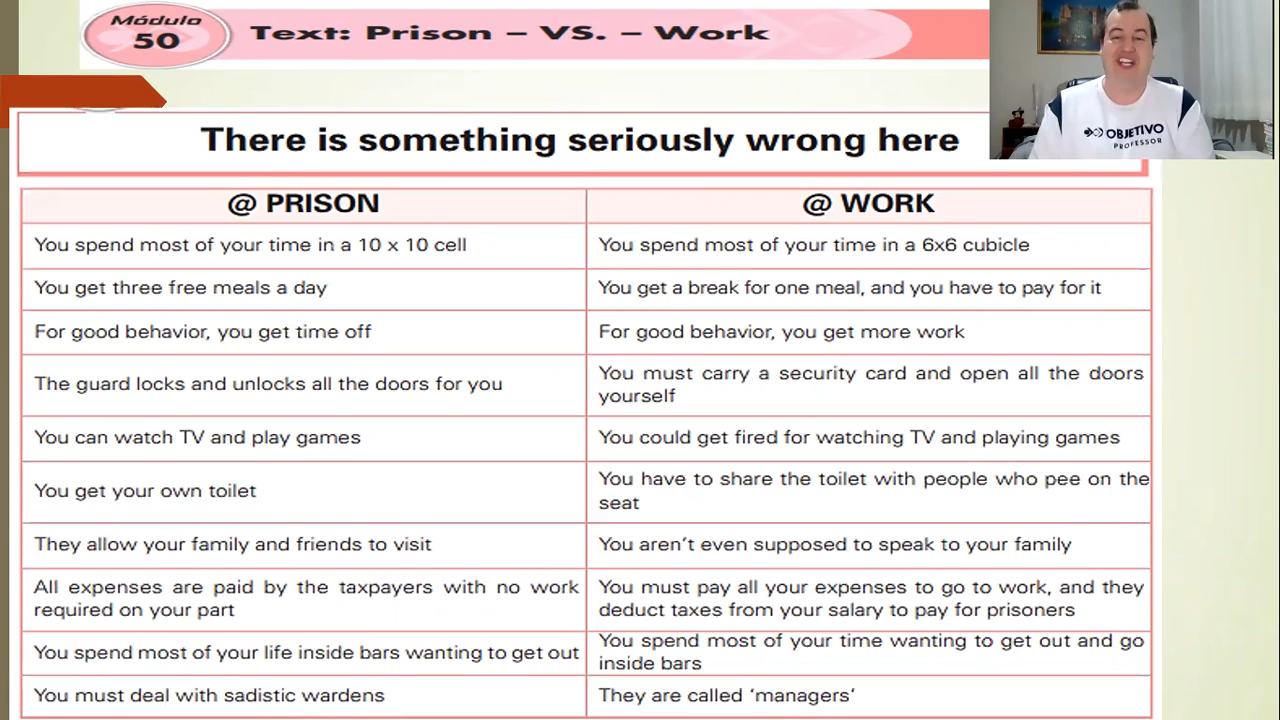 Módulo
50
Text: Prison – VS. – Work
OBJETIVO
PROFESSOR
There is something seriously wrong here
@ PRISON
@ WORK
You spend most of your time in a 10 x 10 cell
You spend most of your time in a 6x6 cubicle
You get three free meals a day
You get a break for one meal, and you have to pay for it
For good behavior, you get time off
For good behavior, you get more work
The guard locks and unlocks all the doors for you
You must carry a security card and open all the doors
yourself
You can watch TV and play games
You could get fired for watching TV and playing games
You get your own toilet
You have to share the toilet with people who pee on the
seat
They allow your family and friends to visit
You aren't even supposed to speak to your family
All expenses are paid by the taxpayers with no work
required on your part
You must pay all your expenses to go to work, and they
deduct taxes from your salary to pay for prisoners
You spend most of your life inside bars wanting to get out
You spend most of your time wanting to get out and go
inside bars
You must deal with sadistic wardens
They are called ‘managers’